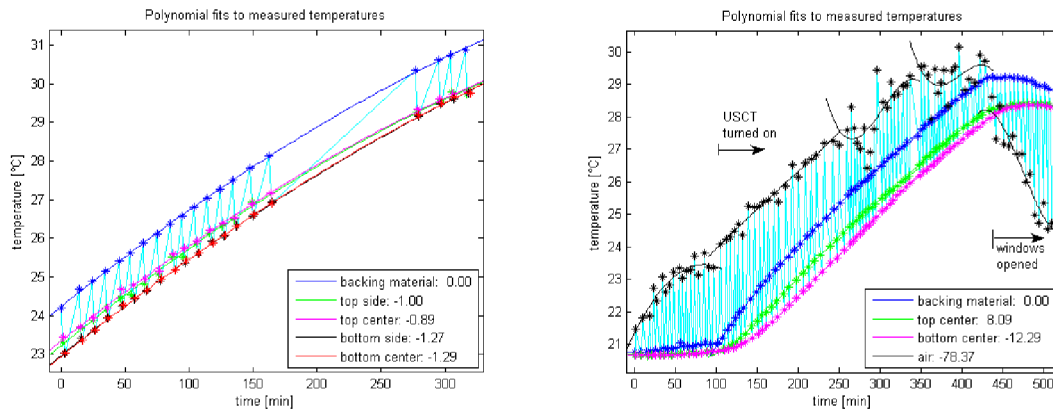 Polynomial fits to measured temperatures
temperature [°C]
31
30
29
28
27
26
25
24
23
0
50
100
150
200
250
300
time [min]
backing material: 0.00
top side: -1.00
top center: -0.89
bottom side: -1.27
bottom center: -1.29
Polynomial fits to measured temperatures
temperature [°C]
30
29
28
27
26
25
24
23
22
21
20
0
50
100
150
200
250
300
350
400
450
500
time [min]
USCT
turned on
windows
opened
backing material: 0.00
top center: 8.09
bottom center: -12.29
air: -78.37